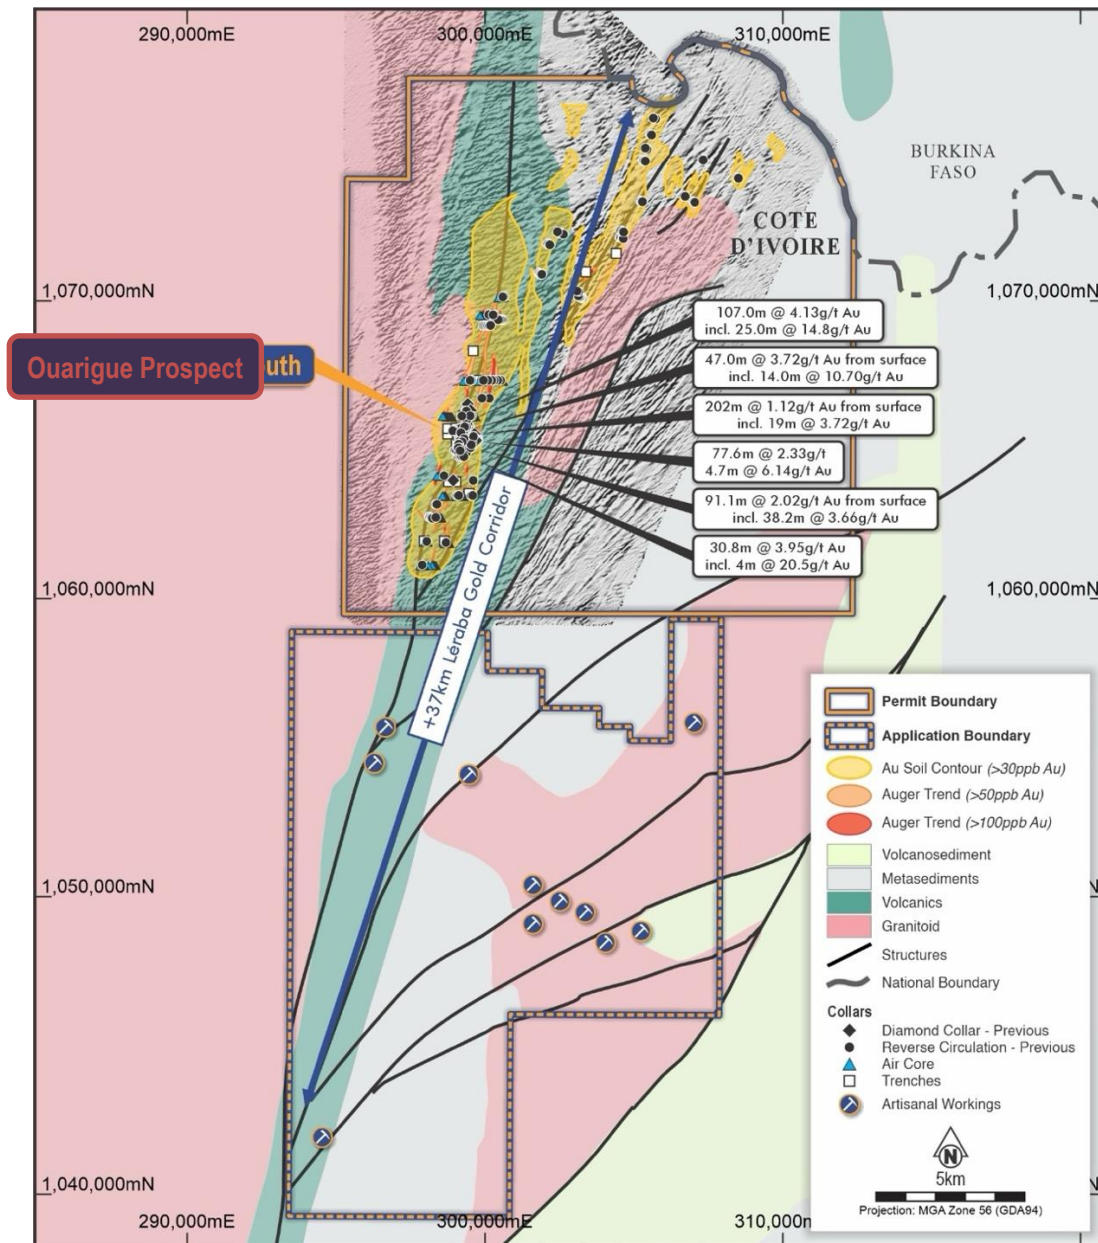 290,000mE
300,000mE
310,000mE
BURKINA
FASO
COTE
D'IVOIRE
1,070,000mN
1,070,000mN
107.0m @ 4.13g/t Au
incl. 25.0m @ 14.8g/t Au
Ouarigue Prospect
uth
47.0m @ 3.72g/t Au from surface
incl. 14.0m @ 10.70g/t Au
202m @ 1.12g/t Au from surface
incl. 19m @ 3.72g/t Au
77.6m @ 2.33g/t
4.7m @ 6.14g/t Au
91.1m @ 2.02g/t Au from surface
incl. 38.2m @ 3.66g/t Au
30.8m @ 3.95g/t Au
incl. 4m @ 20.5g/t Au
1,060,000mN
1,060,000mN
+37km Léraba Gold Corridor
Permit Boundary
Application Boundary
Au Soil Contour (>30ppb Au)
Auger Trend (>50ppb Au)
Auger Trend (>100ppb Au)
Volcanosediment
Metasediments
Volcanics
Granitoid
Structures
National Boundary
Collars
Diamond Collar - Previous
Reverse Circulation - Previous
Air Core
Trenches
Artisanal Workings
N
5km
Projection: MGA Zone 56 (GDA94)
1,050,000mN
1,040,000mN
290,000mE
300,000mE
310,000m